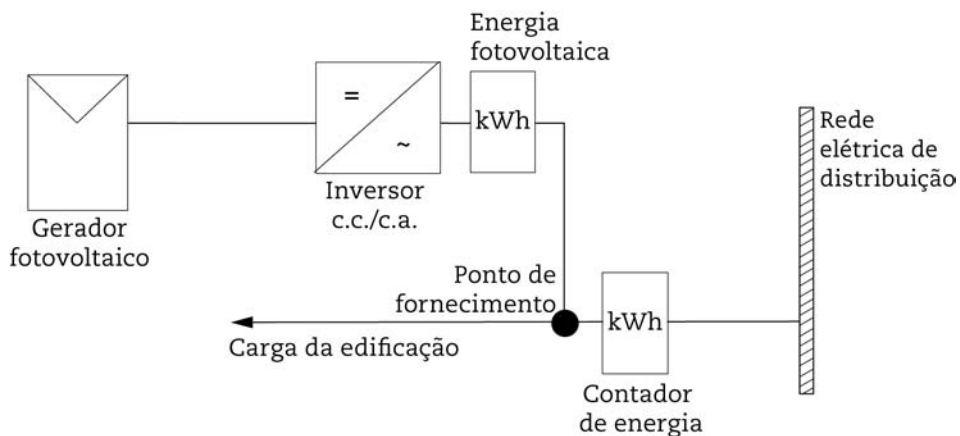 Energia
fotovoltaica
=
~
kWh
Inversor
c.c./c.a.
Gerador
fotovoltaico
Rede
elétrica de
distribuição
Ponto de
fornecimento
kWh
Carga da edificação
Contador
de energia